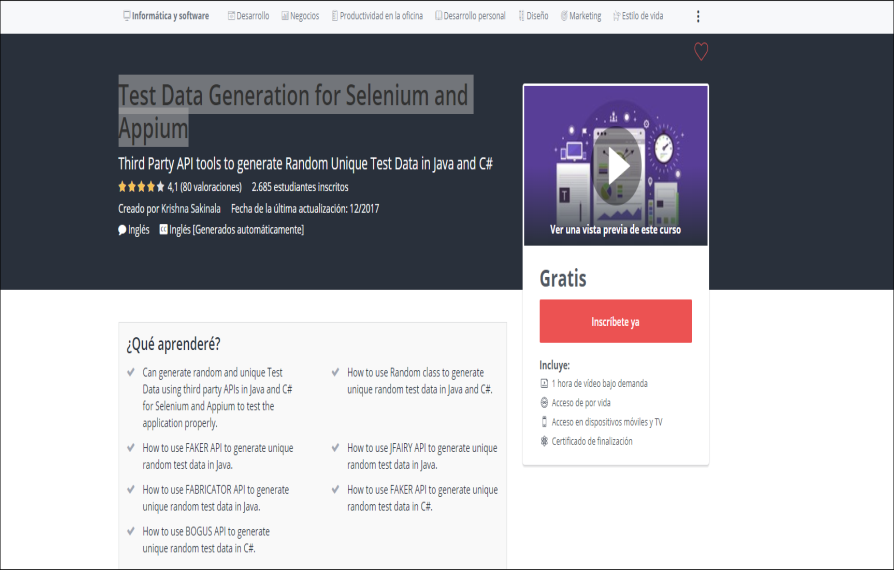 Informática y software Desarrollo Negocios Productividad en la oficina Desarrollo personal Diseño Marketing Estilo de vida
Test Data Generation for Selenium and
Appium
Third Party API tools to generate Random Unique Test Data in Java and C#
4,1 (80 valoraciones) 2.685 estudiantes inscritos
Creado por Krishna Sakinala Fecha de la última actualización: 12/2017
Inglés CC Inglés [Generados automáticamente]
T
Ver una vista previa de este curso
Gratis
Inscríbete ya
Incluye:
1 hora de vídeo bajo demanda
Acceso de por vida
Acceso en dispositivos móviles y TV
Certificado de finalización
¿Qué aprenderé?
Can generate random and unique Test
Data using third party APIs in Java and C#
for Selenium and Appium to test the
application properly.
How to use Random class to generate
unique random test data in Java and C#.
How to use FAKER API to generate unique
random test data in Java.
How to use JFAIRY API to generate unique
random test data in Java.
How to use FABRICATOR API to generate
unique random test data in Java.
How to use FAKER API to generate unique
random test data in C#.
How to use BOGUS API to generate
unique random test data in C#.